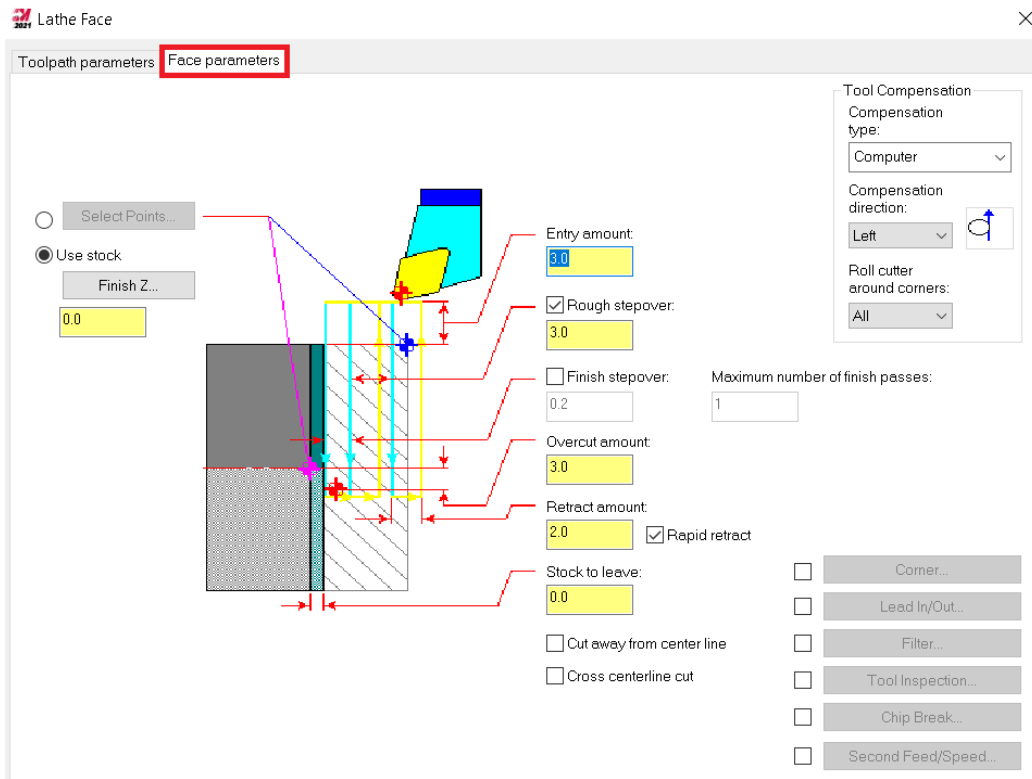 2021 Lathe Face
Toolpath parameters Face parameters
Select Points...
Use stock
Finish Z...
0.0
Entry amount:
3.0
Rough stepover:
3.0
Finish stepover:
0.2
Maximum number of finish passes:
1
Overcut amount:
3.0
Retract amount:
2.0
Rapid retract
Stock to leave:
0.0
Cut away from center line
Cross centerline cut
Tool Compensation
Compensation
type:
Computer
Compensation
direction:
Left
Roll cutter
around corners:
All
Corner...
Lead In/Out...
Filter...
Tool Inspection...
Chip Break...
Second Feed/Speed...